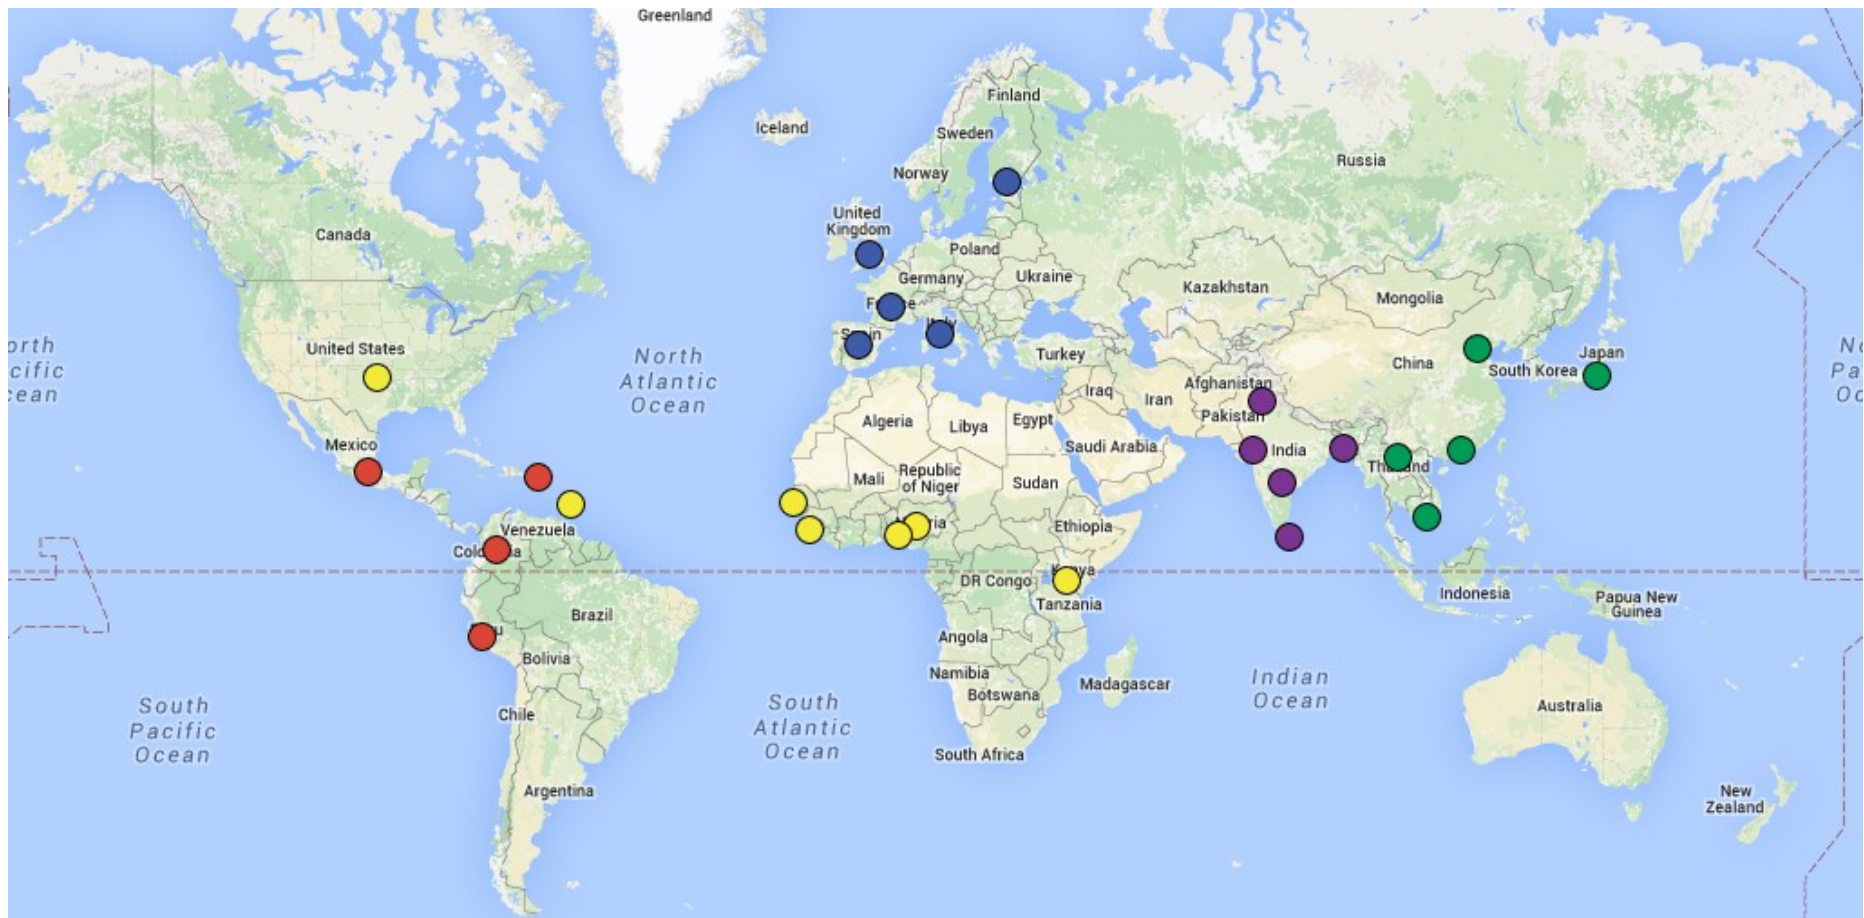 Greenland
Finland
Iceland
Sweden
Russia
Norway
United
Kingdom
Canada
Poland
Germany
Ukraine
Kazakhstan
Mongolia
United States
North
Atlantic
Ocean
Turkey
China
South Korea
Japan
Afghanistan
Iraq
Iran
Pakistan
Algeria
Libya
Egypt
Saudi Arabia
India
Mexico
Mali
Republic
of Niger
Sudan
Venezuela
Ethiopia
DR Congo
Tanzania
Indonesia
Papua New
Guinea
Brazil
Angola
Bolivia
Namibia
Botswana
Madagascar
Indian
Ocean
South
Pacific
Ocean
Chile
South
Atlantic
Ocean
Australia
South Africa
Argentina
New
Zealand